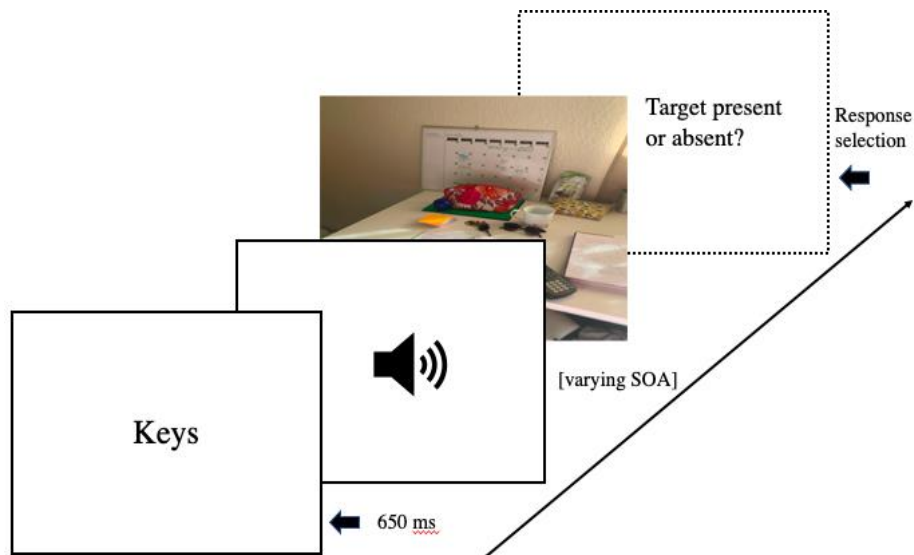 Target present
or absent?
Response
selection
[varying SOA]
Keys
650 ms